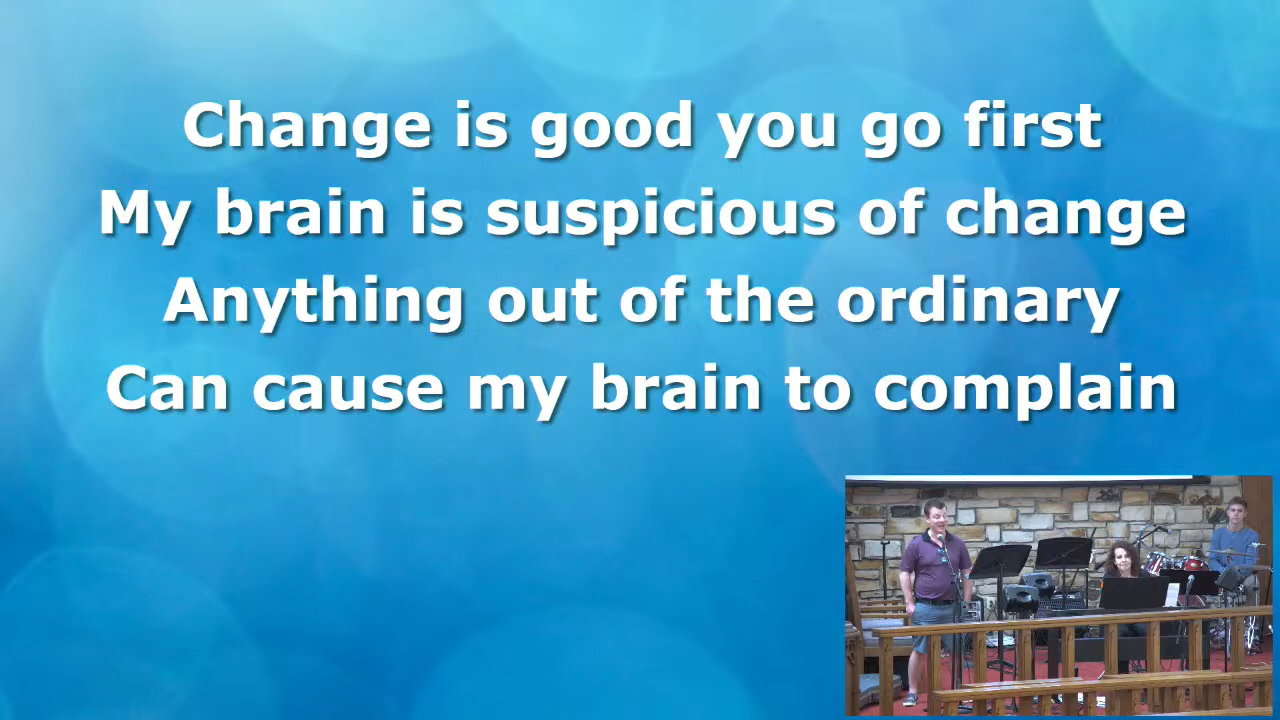 Change is good you go first
My brain is suspicious of change
Anything out of the ordinary
Can cause my brain to complain